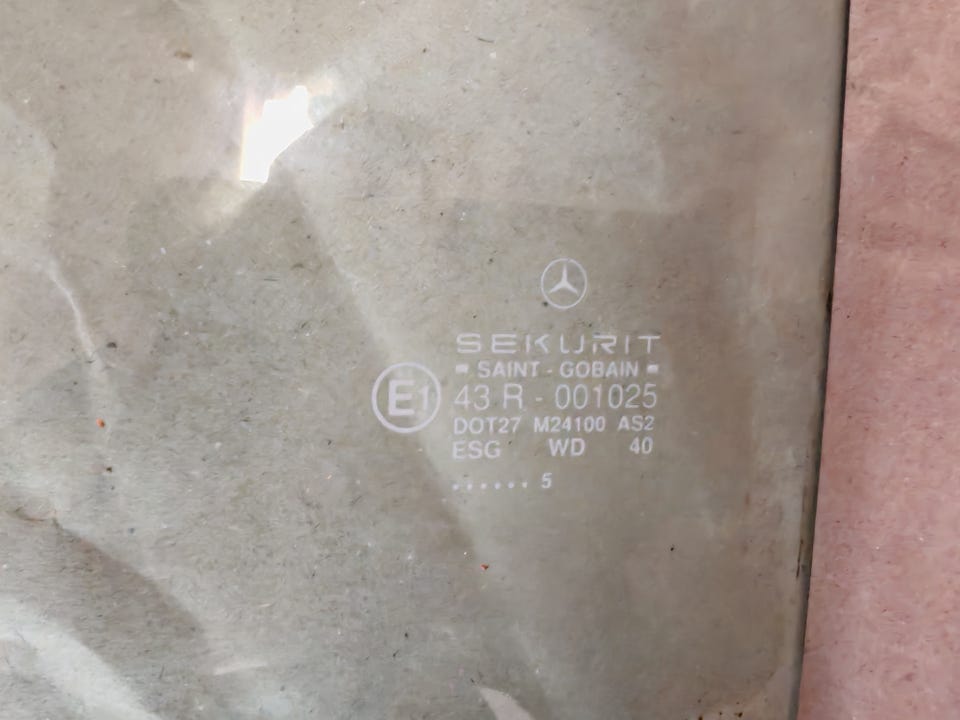 SEKURIT
SAINT - GOBAIN
E1 43 R - 001025
DOT27 M24100 AS2
ESG WD 40
...... 5